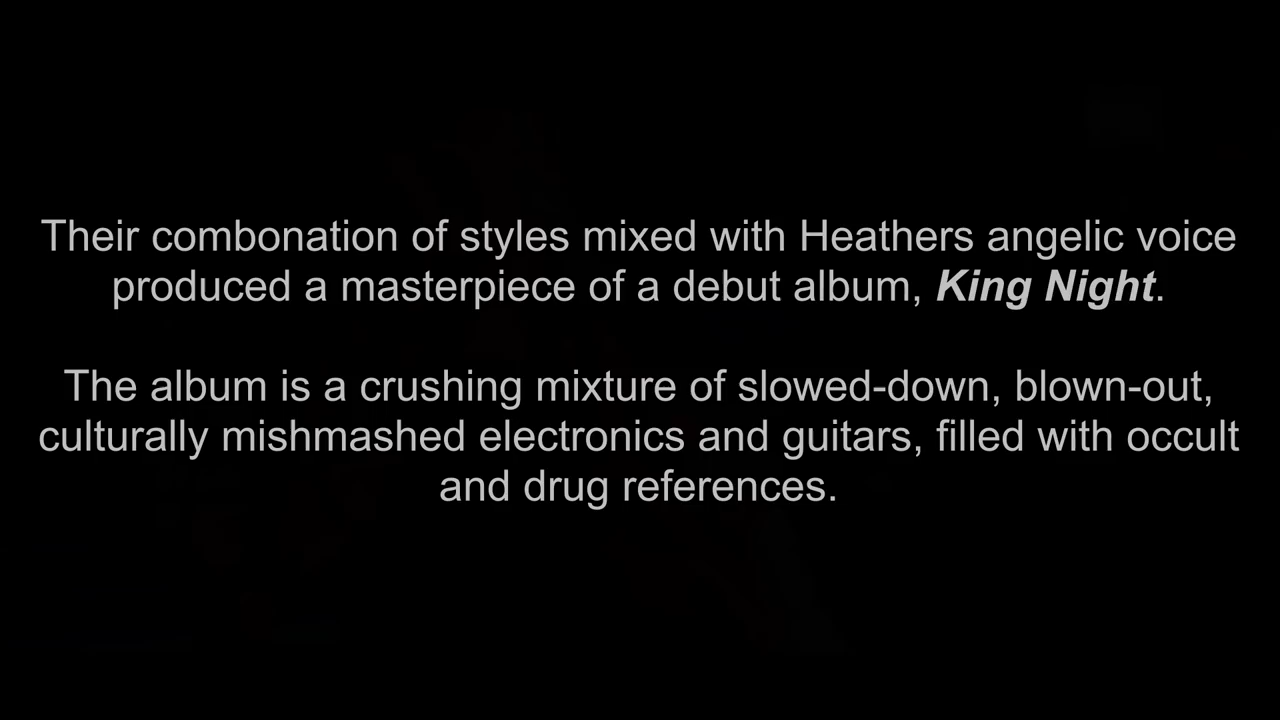 Their combonation of styles mixed with Heathers angelic voice
produced a masterpiece of a debut album, King Night.
The album is a crushing mixture of slowed-down, blown-out,
culturally mishmashed electronics and guitars, filled with occult
and drug references.